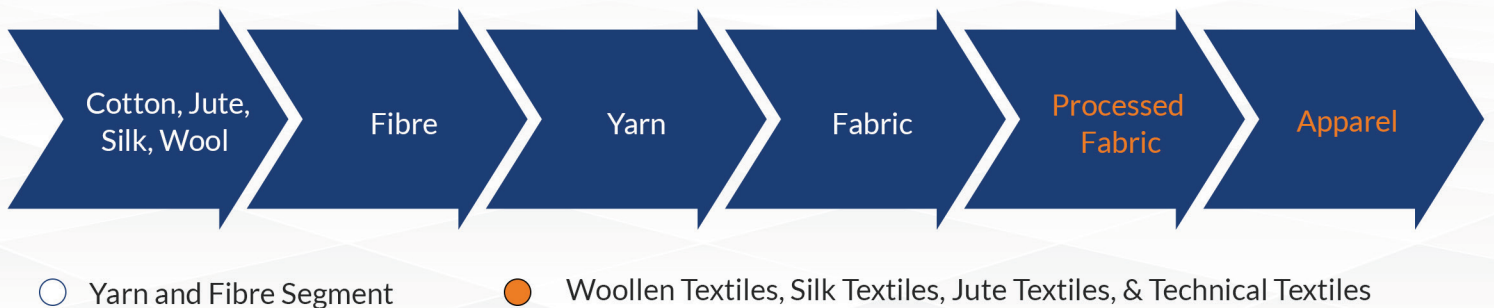 Cotton, Jute,
Silk, Wool
Fibre
Yarn
Fabric
Processed
Fabric
Apparel
Yarn and Fibre Segment
Woollen Textiles, Silk Textiles, Jute Textiles, & Technical Textiles